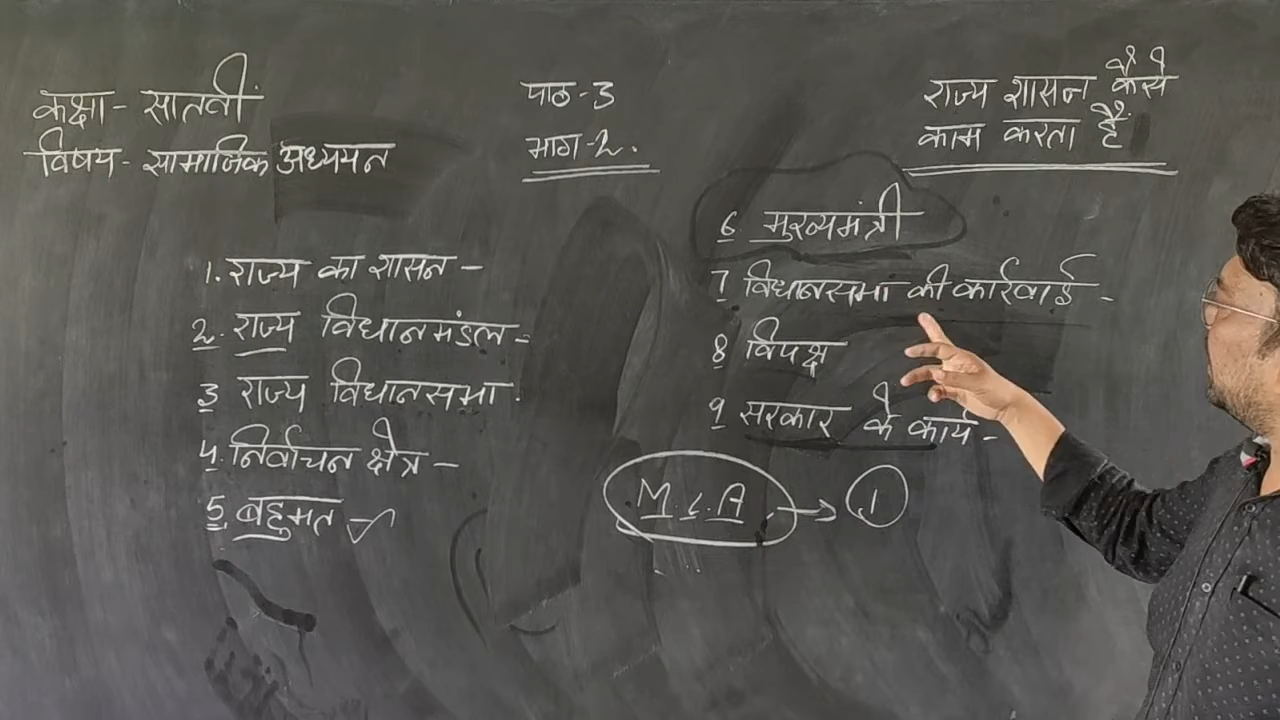 कक्षा - सातवीं
विषय - सामाजिक अध्ययन
पाठ - 3
भाग - 2.
राज्य शासन कैसे
काम करता है
1. राज्य का शासन -
2. राज्य विधानमंडल -
3 राज्य विधानसभा .
4. निर्वाचन क्षेत्र -
5. बहुमत
6 मुख्यमंत्री
7 विधानसभा की कार्रवाई -
8 विपक्ष
9 सरकार के कार्य -
M.L.A. → 1